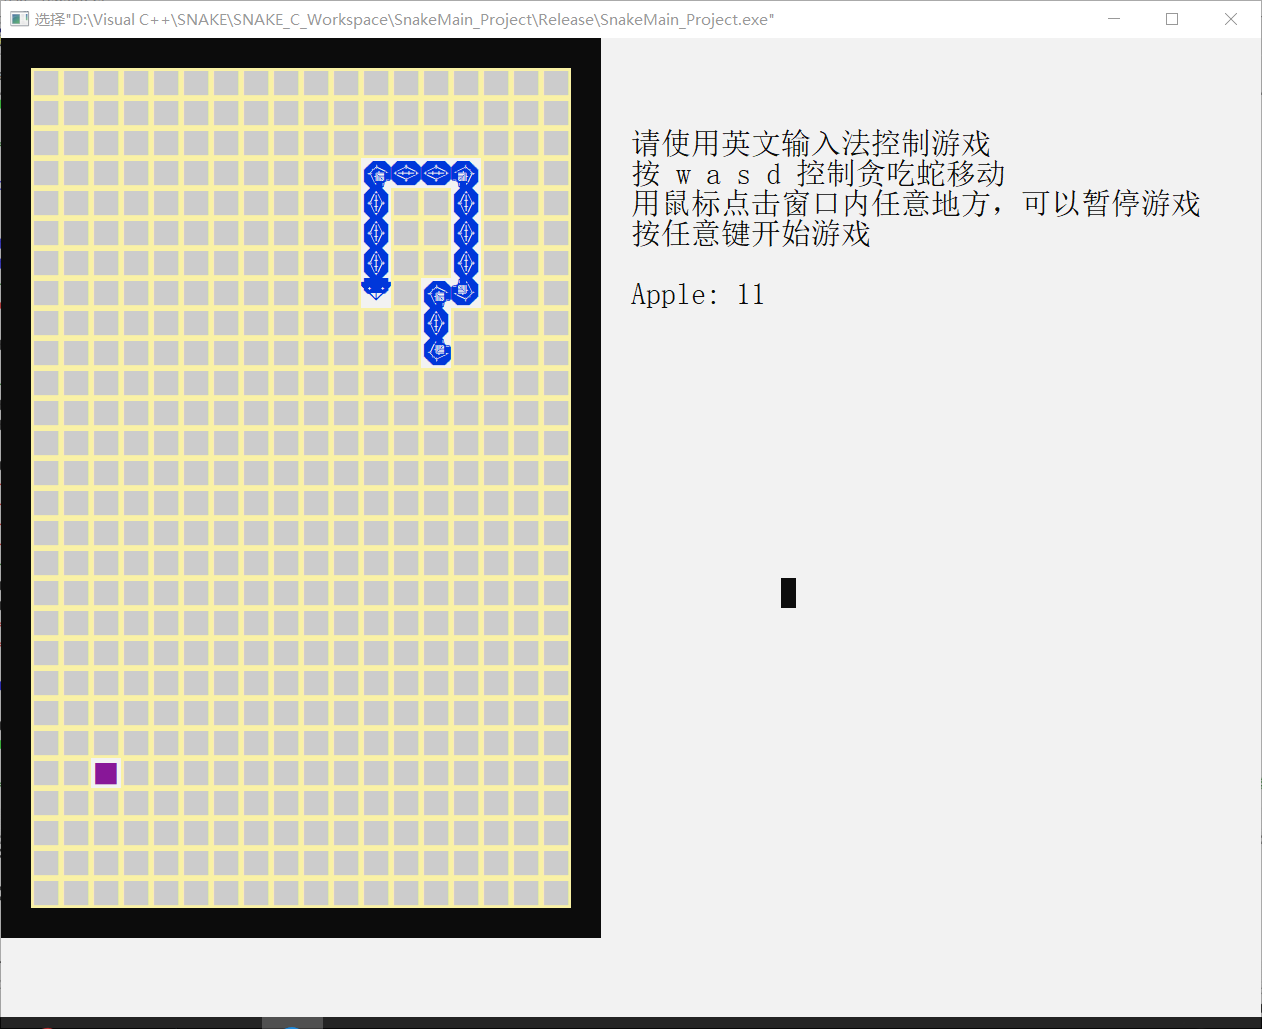 选择"D:\Visual C++\SNAKE\SNAKE_C_Workspace\SnakeMain_Project\Release\SnakeMain_Project.exe"
请使用英文输入法控制游戏
按 w a s d 控制贪吃蛇移动
用鼠标点击窗口内任意地方，可以暂停游戏
按任意键开始游戏
Apple: 11